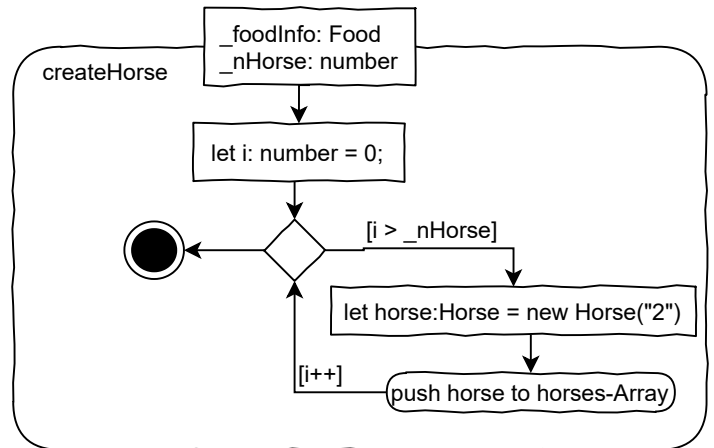 _foodInfo: Food
_nHorse: number
createHorse
let i: number = 0;
[i > _nHorse]
let horse:Horse = new Horse("2")
[i++]
push horse to horses-Array